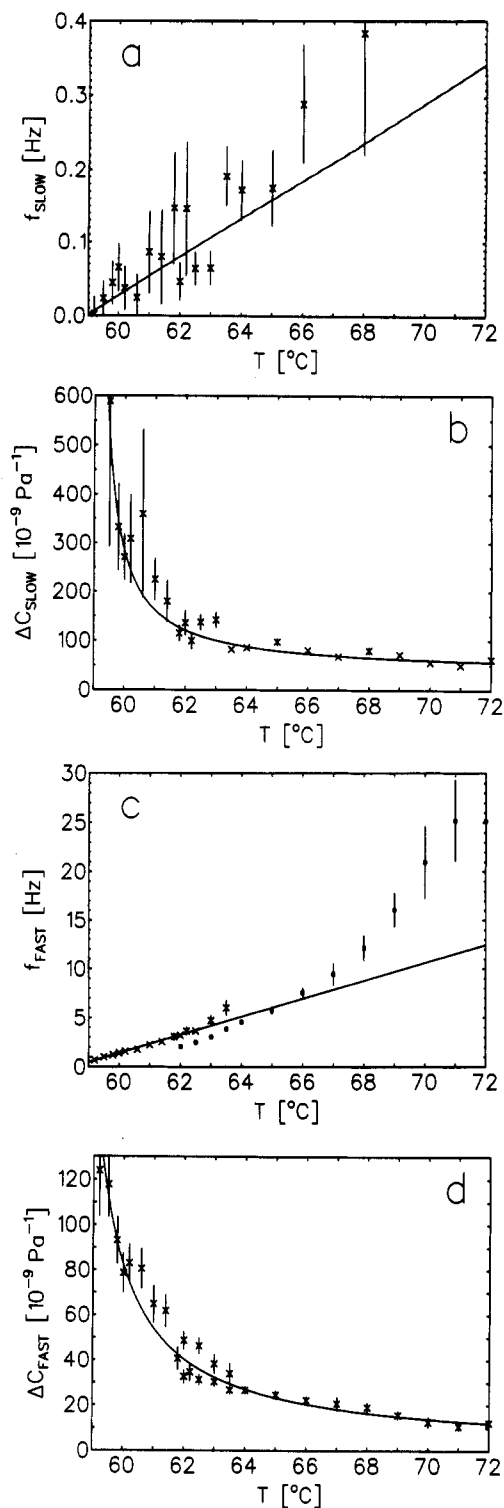 a
0.4
0.3
0.2
0.1
0.0
f_SLOW [Hz]
60 62 64 66 68 70 72
T [°C]
b
600
500
400
300
200
100
0
ΔC_SLOW [10⁻⁹ Pa⁻¹]
60 62 64 66 68 70 72
T [°C]
c
30
25
20
15
10
5
0
f_FAST [Hz]
60 62 64 66 68 70 72
T [°C]
d
120
100
80
60
40
20
0
ΔC_FAST [10⁻⁹ Pa⁻¹]
60 62 64 66 68 70 72
T [°C]